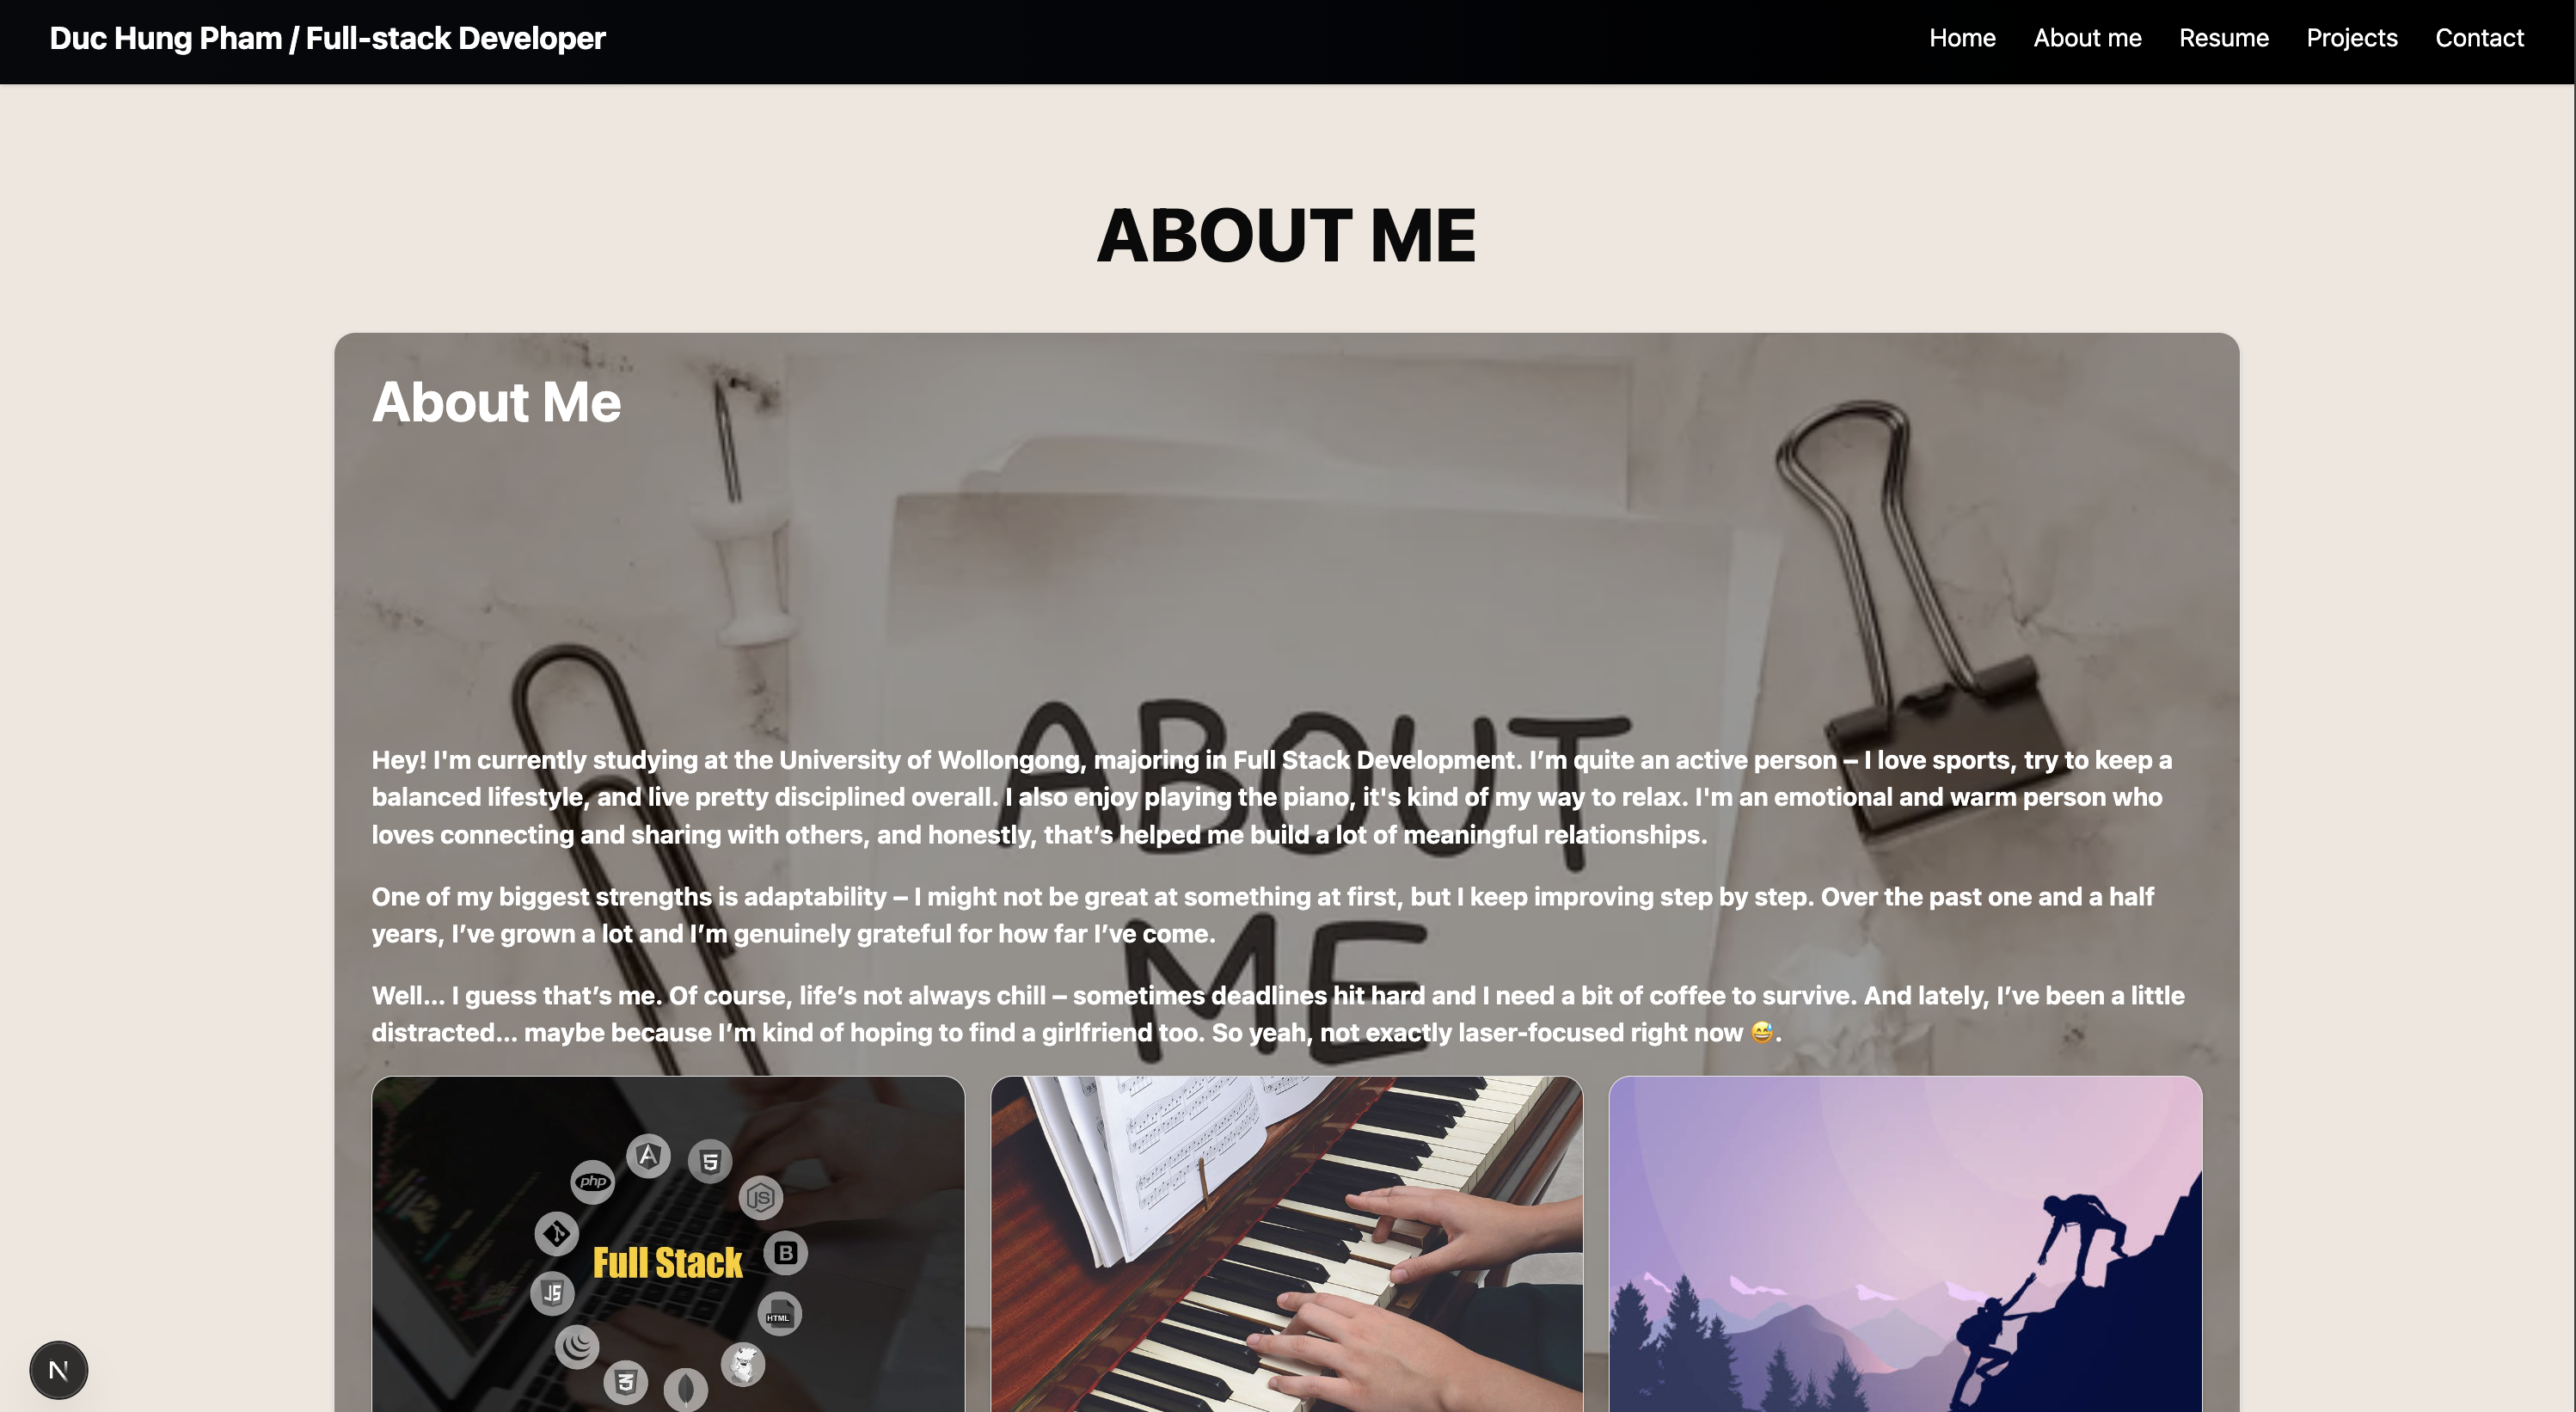 Duc Hung Pham / Full-stack Developer
Home About me Resume Projects Contact
ABOUT ME
About Me
ABOUT
ME
Hey! I'm currently studying at the University of Wollongong, majoring in Full Stack Development. I’m quite an active person – I love sports, try to keep a
balanced lifestyle, and live pretty disciplined overall. I also enjoy playing the piano, it's kind of my way to relax. I'm an emotional and warm person who
loves connecting and sharing with others, and honestly, that’s helped me build a lot of meaningful relationships.
One of my biggest strengths is adaptability – I might not be great at something at first, but I keep improving step by step. Over the past one and a half
years, I’ve grown a lot and I’m genuinely grateful for how far I’ve come.
Well... I guess that’s me. Of course, life’s not always chill – sometimes deadlines hit hard and I need a bit of coffee to survive. And lately, I’ve been a little
distracted... maybe because I’m kind of hoping to find a girlfriend too. So yeah, not exactly laser-focused right now 😅.
A
5
php
JS
B
Full Stack
JS
HTML
3
N